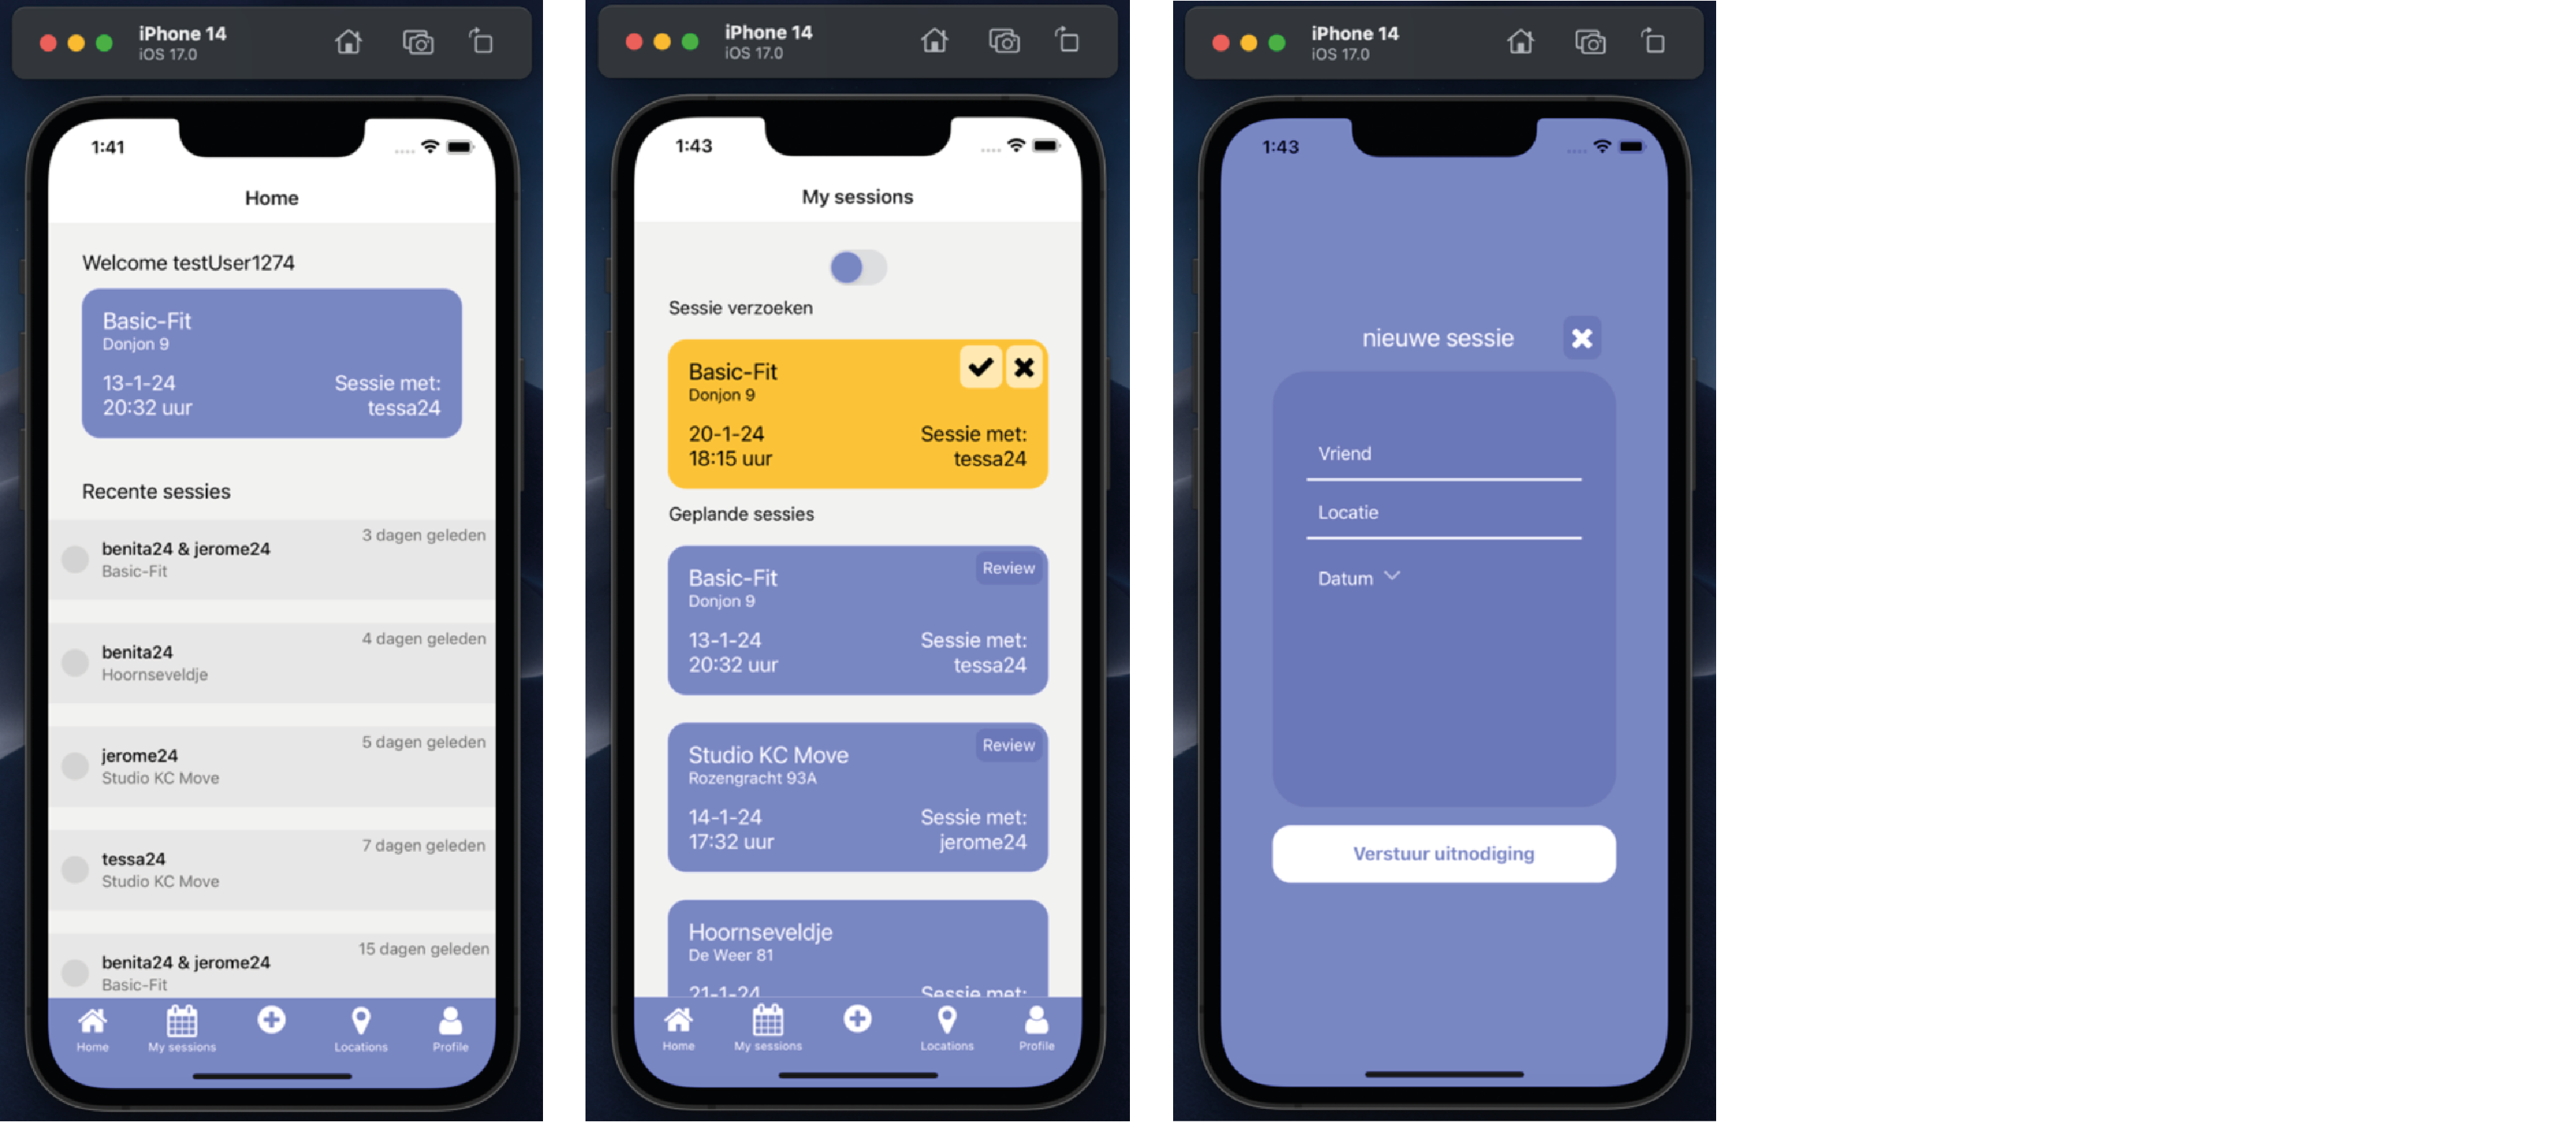 iPhone 14
iOS 17.0
1:41
Home
Welcome testUser1274
Basic-Fit
Donjon 9
13-1-24
Sessie met:
20:32 uur
tessa24
Recente sessies
3 dagen geleden
benita24 & jerome24
Basic-Fit
4 dagen geleden
benita24
Hoornseveldje
5 dagen geleden
jerome24
Studio KC Move
7 dagen geleden
tessa24
Studio KC Move
15 dagen geleden
benita24 & jerome24
Basic-Fit
Home
My sessions
Locations
Profile
iPhone 14
iOS 17.0
1:43
My sessions
Sessie verzoeken
Basic-Fit
Donjon 9
20-1-24
Sessie met:
18:15 uur
tessa24
Geplande sessies
Review
Basic-Fit
Donjon 9
13-1-24
Sessie met:
20:32 uur
tessa24
Review
Studio KC Move
Rozengracht 93A
14-1-24
Sessie met:
17:32 uur
jerome24
Hoornseveldje
De Weer 81
21-1-24
Sessie met:
Home
My sessions
Locations
Profile
iPhone 14
iOS 17.0
1:43
nieuwe sessie
Vriend
Locatie
Datum
Verstuur uitnodiging